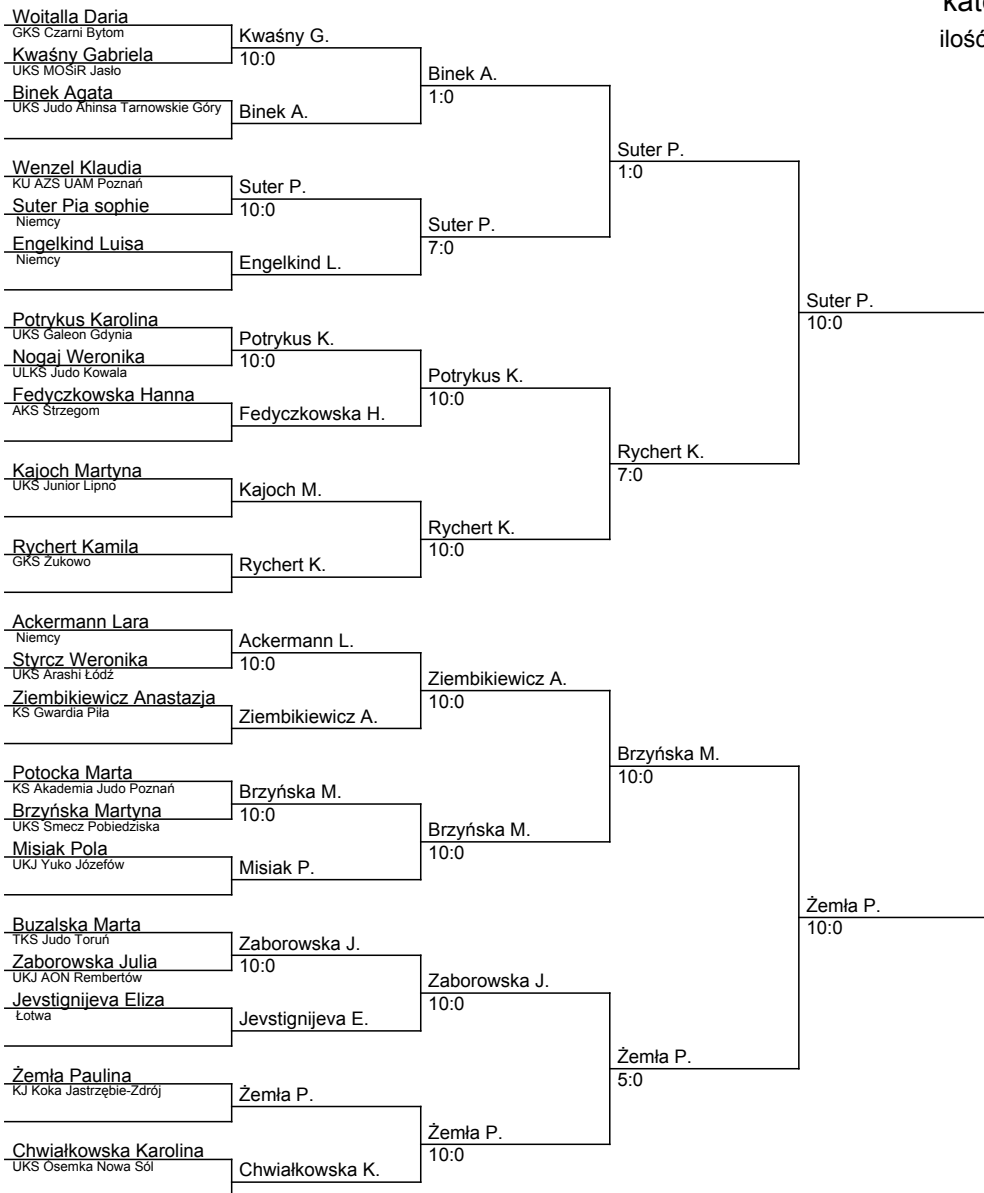 kate
ilość
Woitalla Daria
GKS Czarni Bytom
Kwaśny Gabriela
UKS MOSiR Jasło
Binek Agata
UKS Judo Ahinsa Tarnowskie Góry
Wenzel Klaudia
KU AZS UAM Poznań
Suter Pia sophie
Niemcy
Engelkind Luisa
Niemcy
Potrykus Karolina
UKS Galeon Gdynia
Nogaj Weronika
ULKS Judo Kowala
Fedyczkowska Hanna
AKS Strzegom
Kajoch Martyna
UKS Junior Lipno
Rychert Kamila
GKS Żukowo
Ackermann Lara
Niemcy
Styrcz Weronika
UKS Arashi Łódź
Ziembikiewicz Anastazja
KS Gwardia Piła
Potocka Marta
KS Akademia Judo Poznań
Brzyńska Martyna
UKS Smecz Pobiedziska
Misiak Pola
UKJ Yuko Józefów
Buzalska Marta
TKS Judo Toruń
Zaborowska Julia
UKJ AON Rembertów
Jevstignijeva Eliza
Łotwa
Żemła Paulina
KJ Koka Jastrzębie-Zdrój
Chwiałkowska Karolina
UKS Ósemka Nowa Sól
Kwaśny G.
10:0
Binek A.
Suter P.
10:0
Engelkind L.
Potrykus K.
10:0
Fedyczkowska H.
Kajoch M.
Rychert K.
Ackermann L.
10:0
Ziembikiewicz A.
Brzyńska M.
10:0
Misiak P.
Zaborowska J.
10:0
Jevstignijeva E.
Żemła P.
Chwiałkowska K.
Binek A.
1:0
Suter P.
7:0
Potrykus K.
10:0
Rychert K.
10:0
Ziembikiewicz A.
10:0
Brzyńska M.
10:0
Zaborowska J.
10:0
Żemła P.
10:0
Suter P.
1:0
Rychert K.
7:0
Brzyńska M.
10:0
Żemła P.
5:0
Suter P.
10:0
Żemła P.
10:0